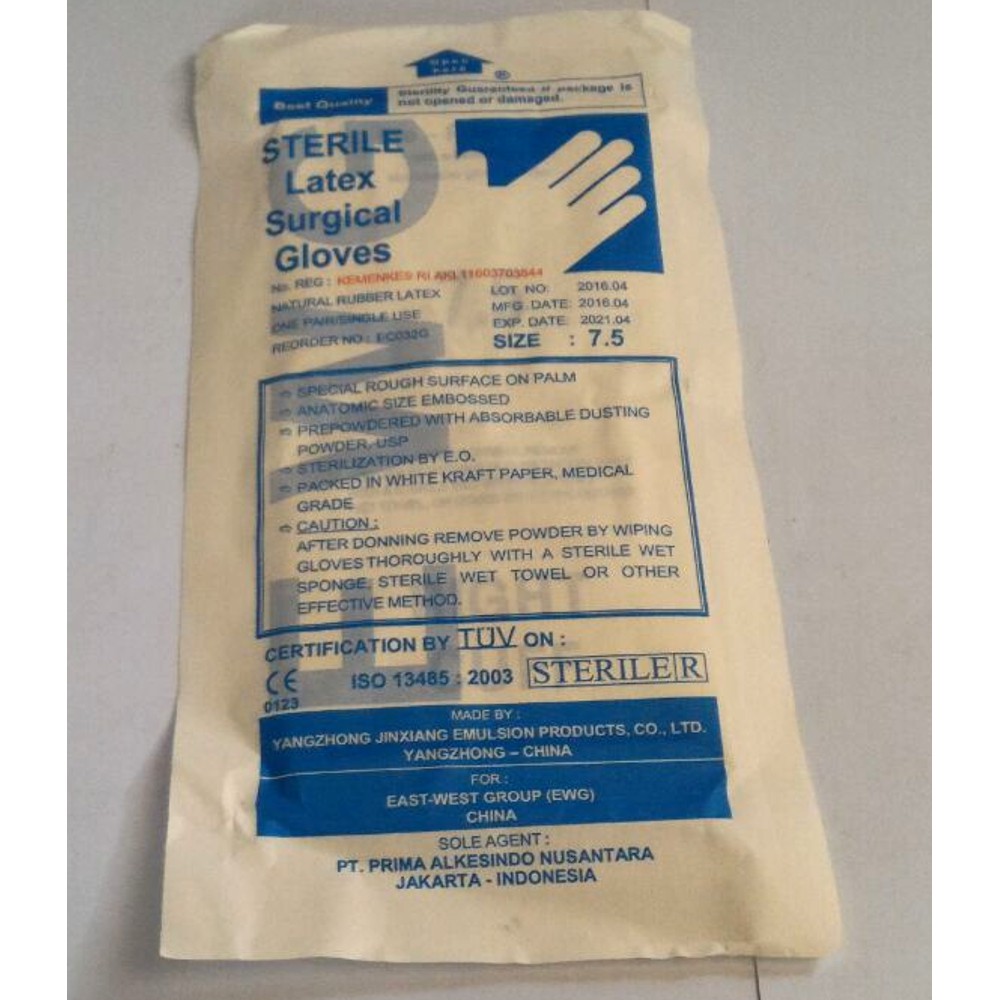 Open
here
®
Best Quality
Sterility Guaranteed if package is
not opened or damaged.
STERILE
Latex
Surgical
Gloves
No. REG : KEMENKES RI AKL 11603703844
NATURAL RUBBER LATEX
ONE PAIR/SINGLE USE
REORDER NO : EC032G
LOT NO: 2016.04
MFG. DATE: 2016.04
EXP. DATE: 2021.04
SIZE : 7.5
⇨ SPECIAL ROUGH SURFACE ON PALM
⇨ ANATOMIC SIZE EMBOSSED
⇨ PREPOWDERED WITH ABSORBABLE DUSTING
POWDER, USP
⇨ STERILIZATION BY E.O.
⇨ PACKED IN WHITE KRAFT PAPER, MEDICAL
GRADE
⇨ CAUTION :
AFTER DONNING REMOVE POWDER BY WIPING
GLOVES THOROUGHLY WITH A STERILE WET
SPONGE, STERILE WET TOWEL OR OTHER
EFFECTIVE METHOD.
CERTIFICATION BY TÜV ON :
CE
0123
ISO 13485 : 2003 STERILE R
MADE BY :
YANGZHONG JINXIANG EMULSION PRODUCTS, CO., LTD.
YANGZHONG – CHINA
FOR :
EAST-WEST GROUP (EWG)
CHINA
SOLE AGENT :
PT. PRIMA ALKESINDO NUSANTARA
JAKARTA - INDONESIA